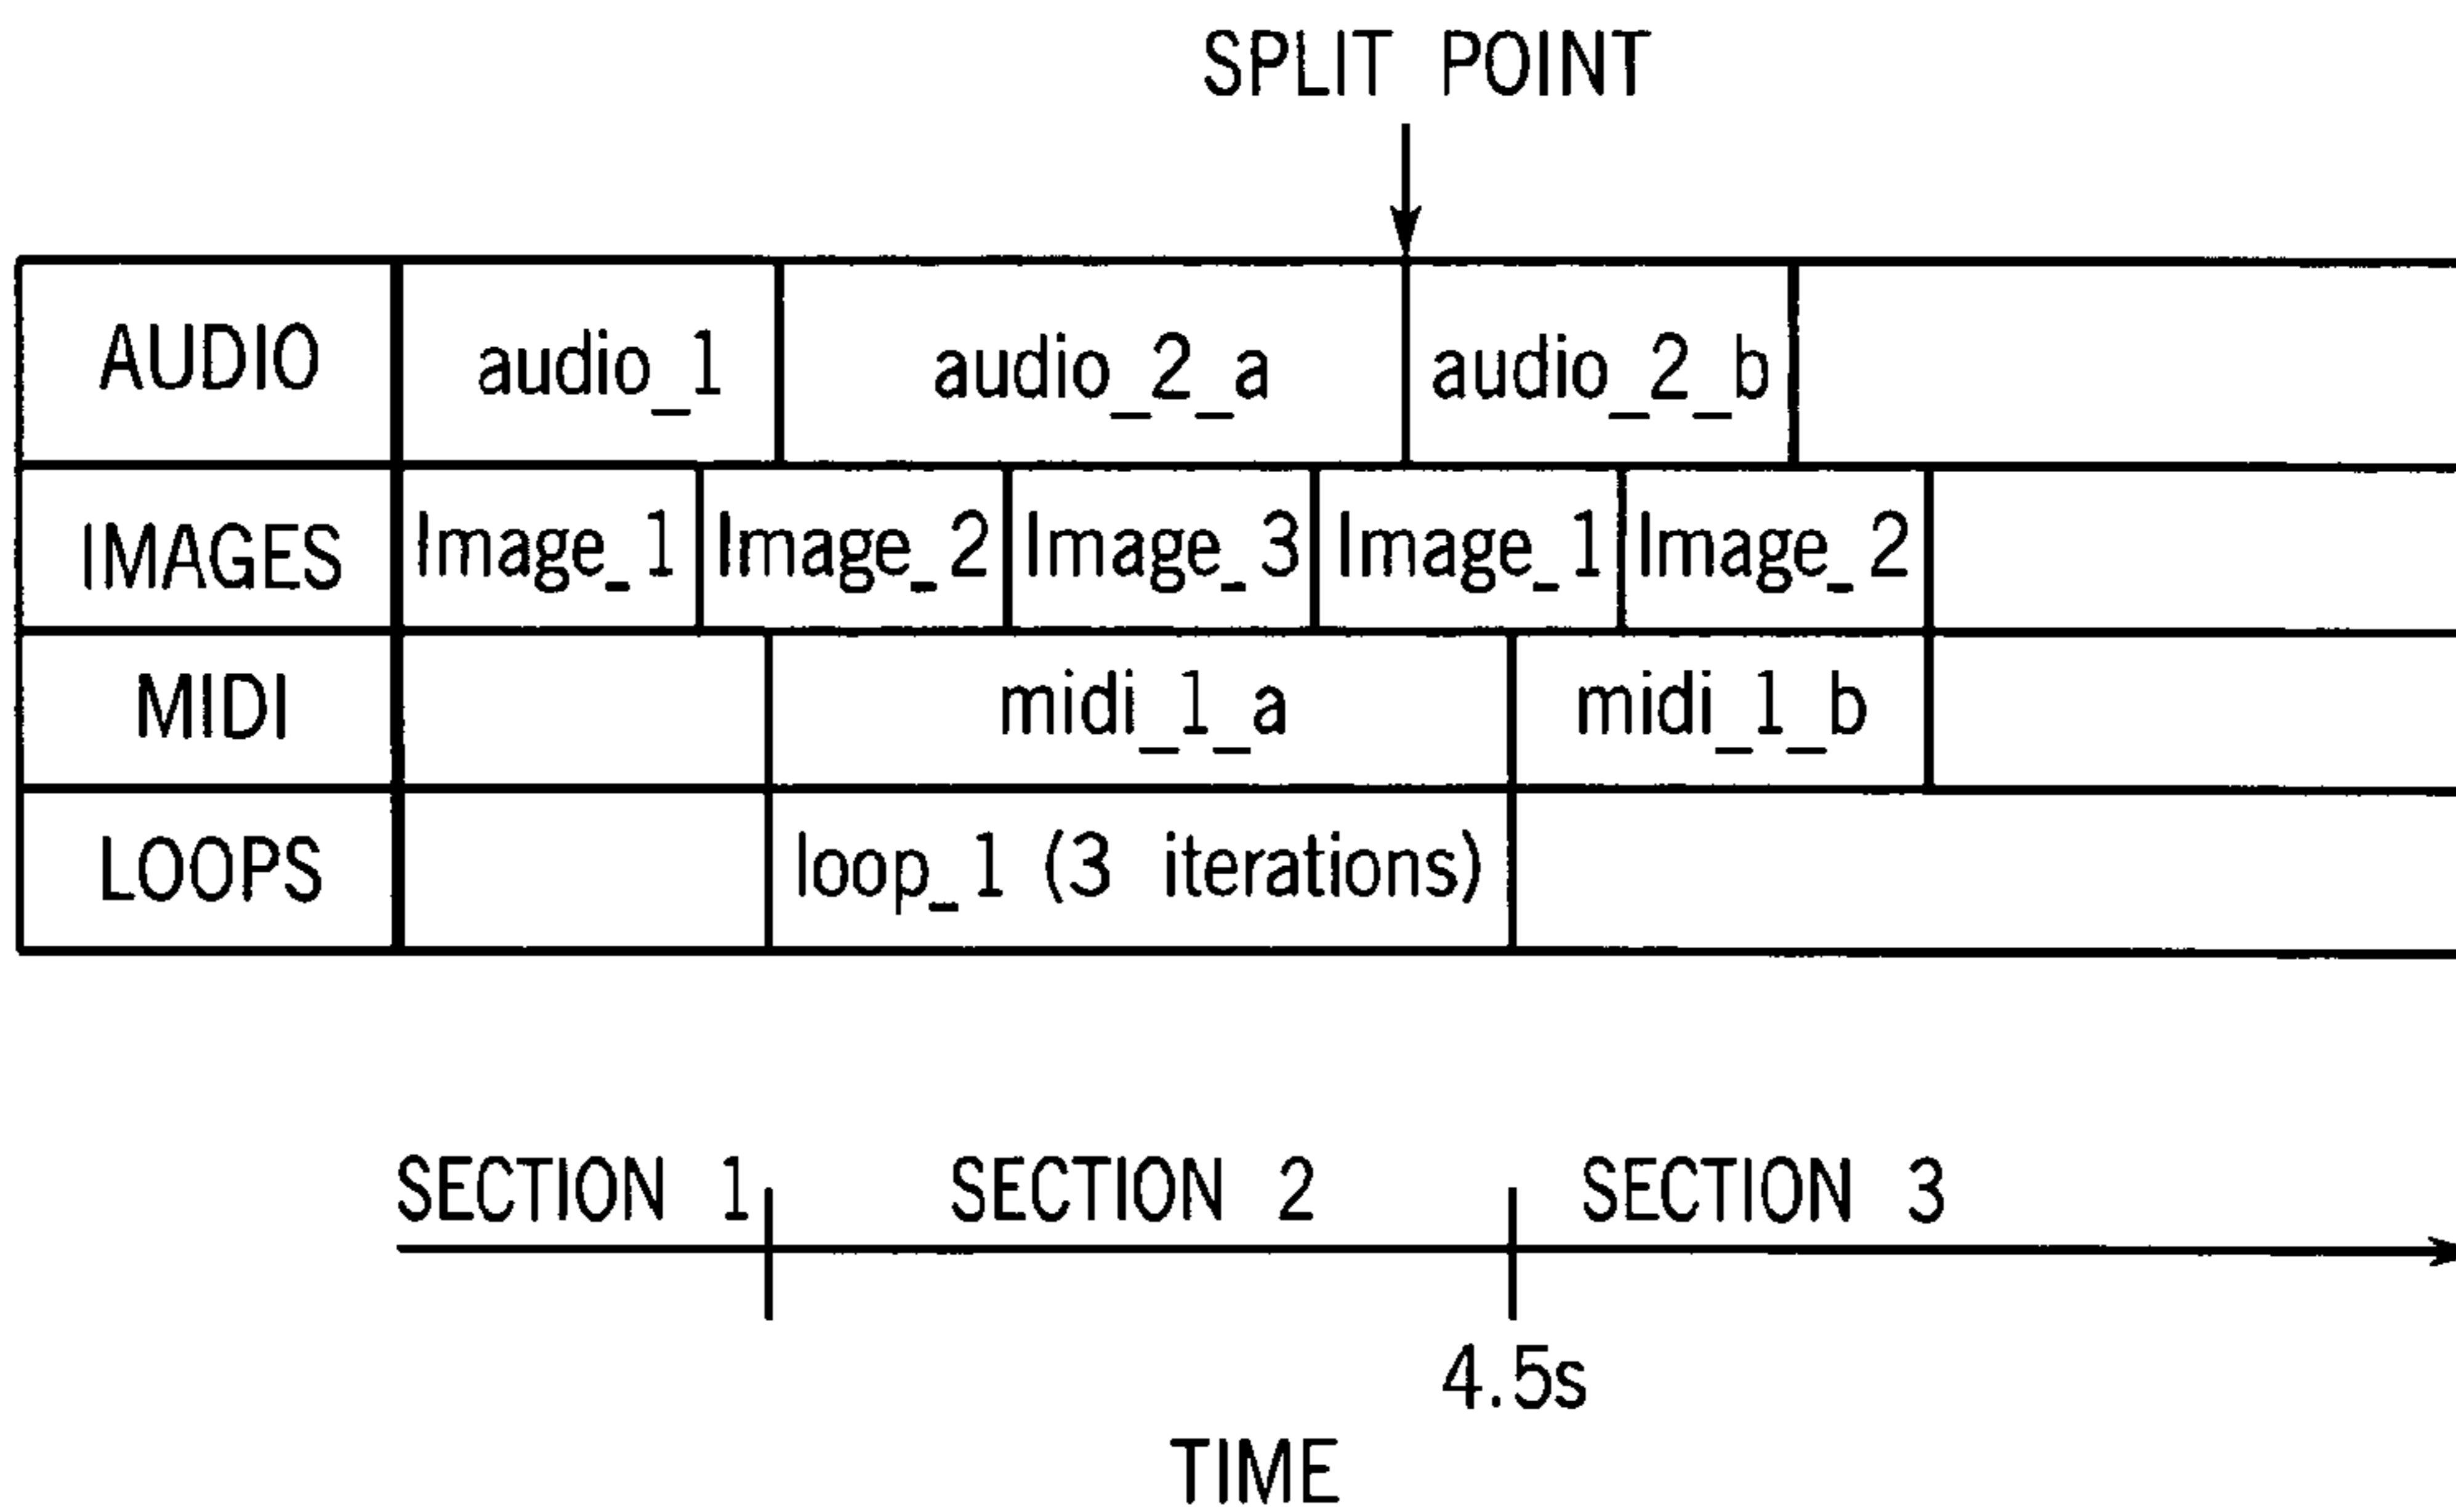 SPLIT POINT
AUDIO audio_1 audio_2_a audio_2_b
IMAGES Image_1 Image_2 Image_3 Image_1 Image_2
MIDI midi_1_a midi_1_b
LOOPS loop_1 (3 iterations)
SECTION 1 SECTION 2 SECTION 3
4.5s
TIME